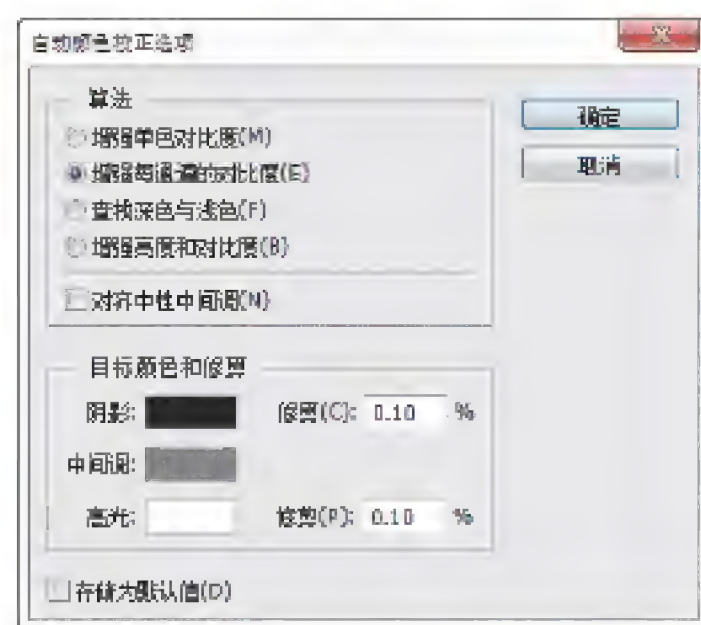 自动颜色校正选项
算法
增强单色对比度(M)
增强每通道的对比度(E)
查找深色与浅色(F)
增强亮度和对比度(B)
对齐中性中间调(N)
确定
取消
目标颜色和修剪
阴影: 修剪(C): 0.10 %
中间调:
高光: 修剪(P): 0.10 %
存储为默认值(D)